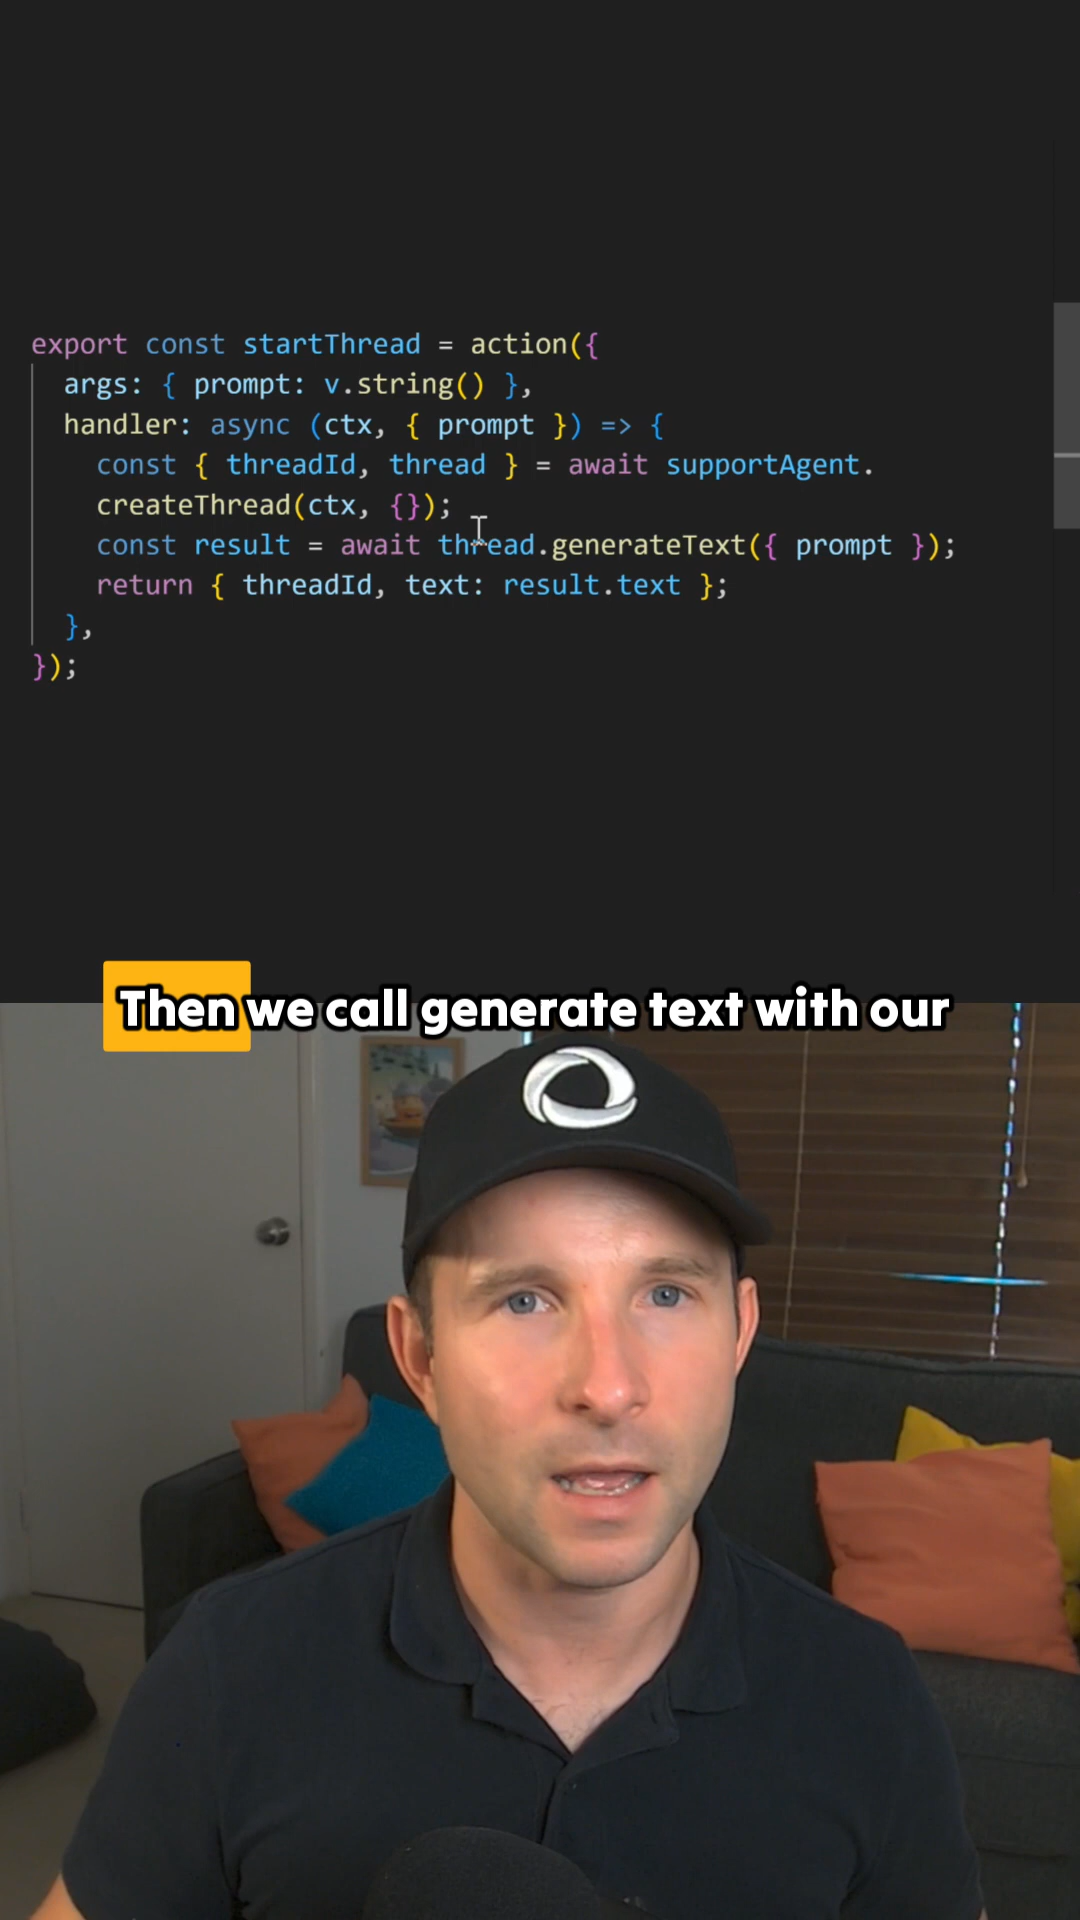 export const startThread = action({
args: { prompt: v.string() },
handler: async (ctx, { prompt }) => {
const { threadId, thread } = await supportAgent.
createThread(ctx, {});
const result = await thread.generateText({ prompt });
return { threadId, text: result.text };
},
});
Then we call generate text with our